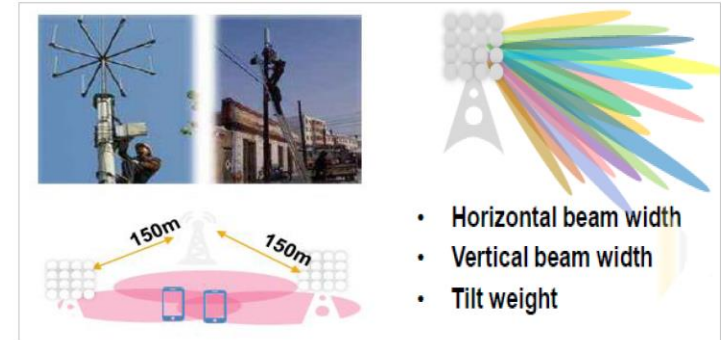 150m
150m
• Horizontal beam width
• Vertical beam width
• Tilt weight